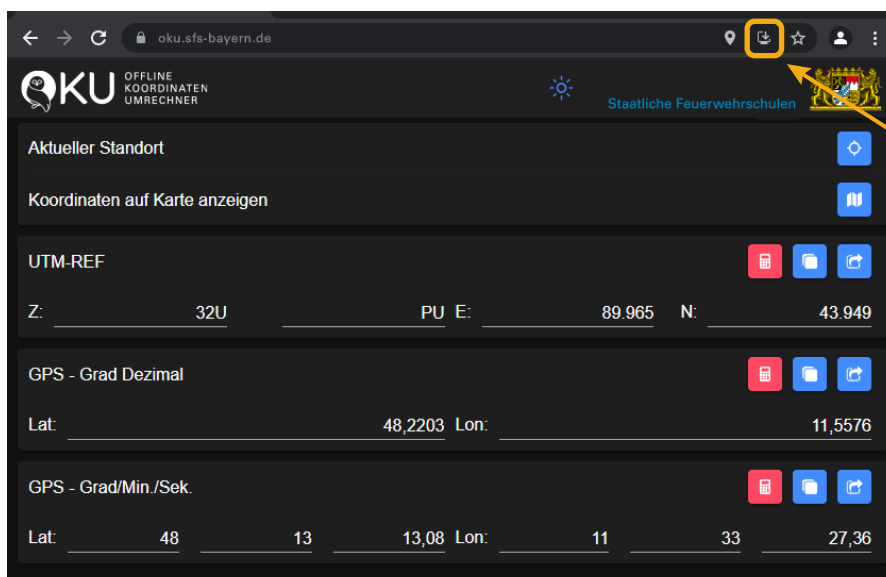 oku.sfs-bayern.de
OKU OFFLINE
KOORDINATEN
UMRECHNER
Staatliche Feuerwehrschulen
Aktueller Standort
Koordinaten auf Karte anzeigen
UTM-REF
Z: 32U PU E: 89.965 N: 43.949
GPS - Grad Dezimal
Lat: 48,2203 Lon: 11,5576
GPS - Grad/Min./Sek.
Lat: 48 13 13,08 Lon: 11 33 27,36